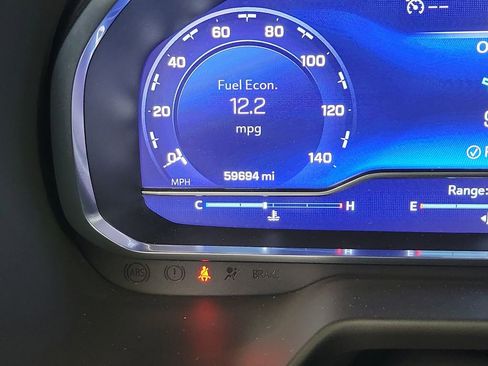 --
60
80
40
100
20
120
0
140
Fuel Econ.
12.2
mpg
MPH
59694 mi
C
H
Range:
E
ABS
BRAKE